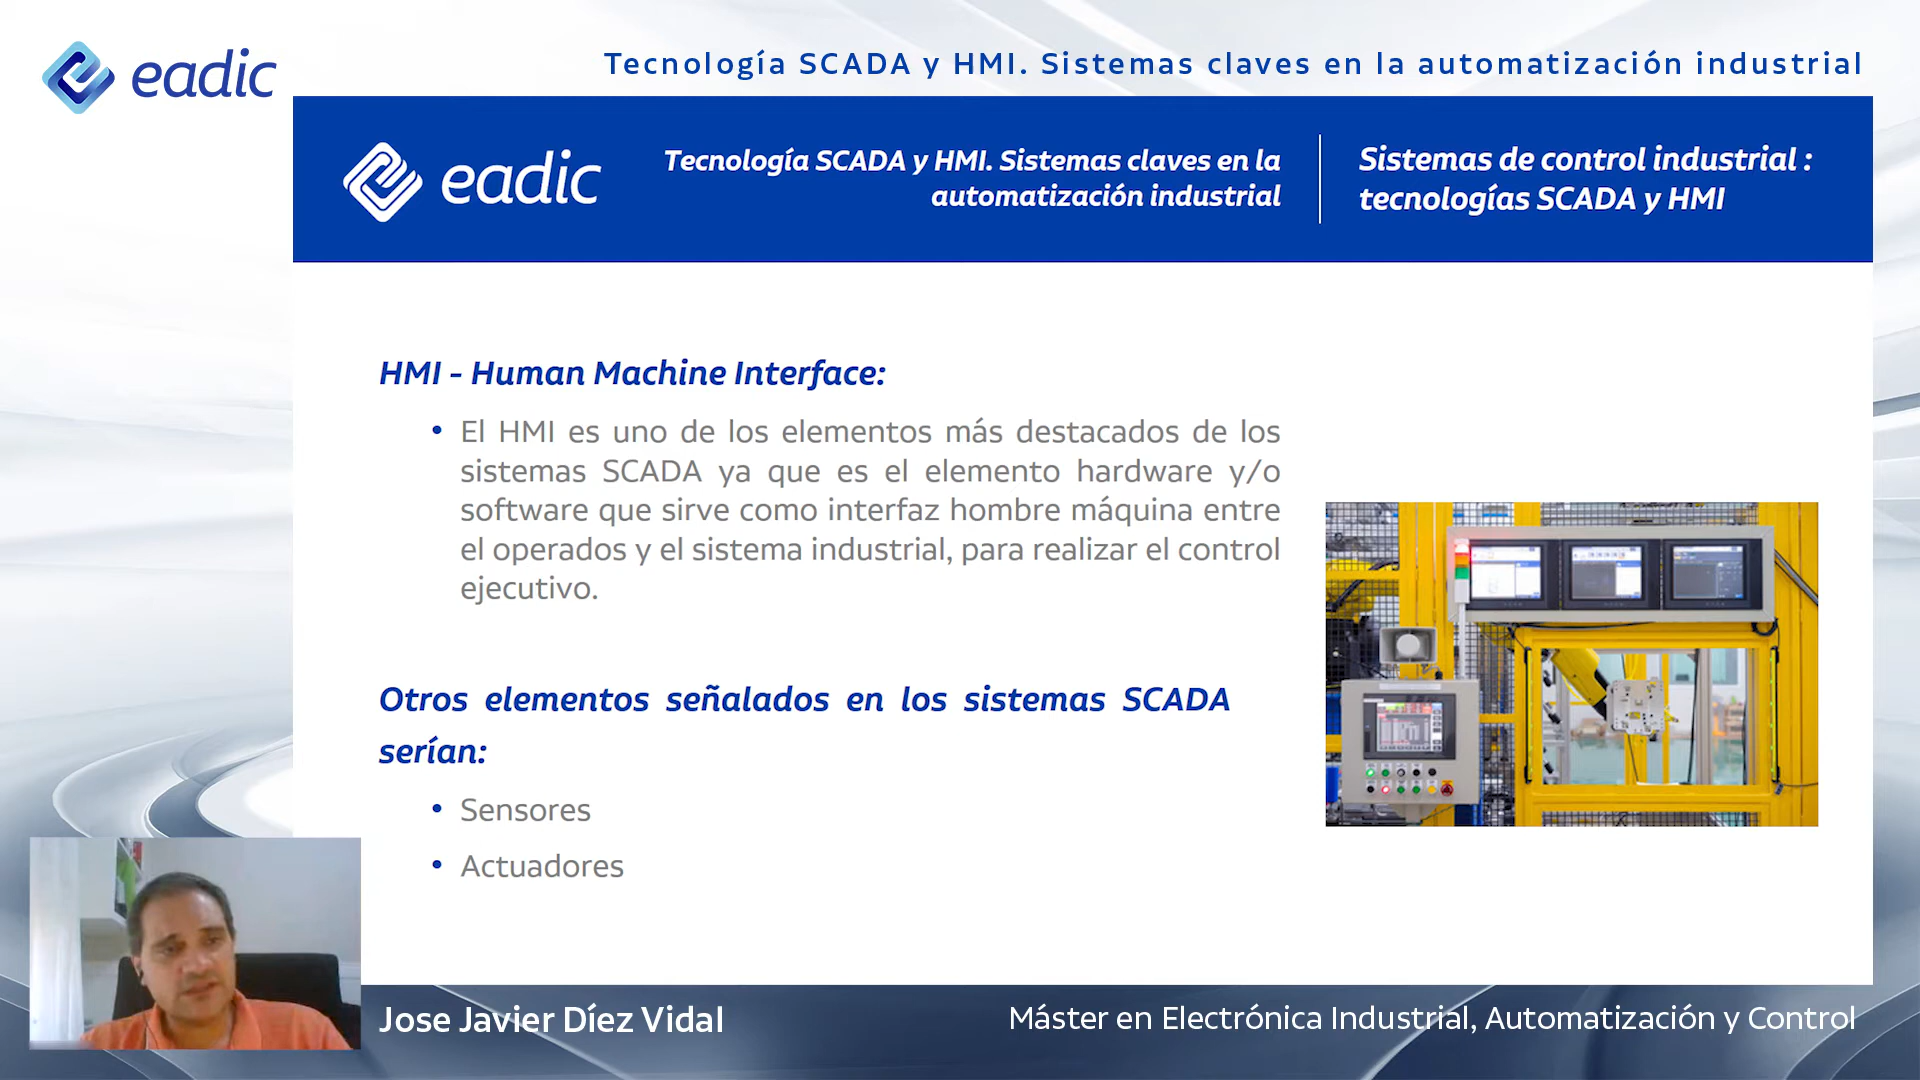 eadic
Tecnología SCADA y HMI. Sistemas claves en la automatización industrial
eadic
Tecnología SCADA y HMI. Sistemas claves en la
automatización industrial
Sistemas de control industrial :
tecnologías SCADA y HMI
HMI - Human Machine Interface:
• El HMI es uno de los elementos más destacados de los
sistemas SCADA ya que es el elemento hardware y/o
software que sirve como interfaz hombre máquina entre
el operados y el sistema industrial, para realizar el control
ejecutivo.
Otros elementos señalados en los sistemas SCADA
serían:
• Sensores
• Actuadores
Jose Javier Díez Vidal
Máster en Electrónica Industrial, Automatización y Control